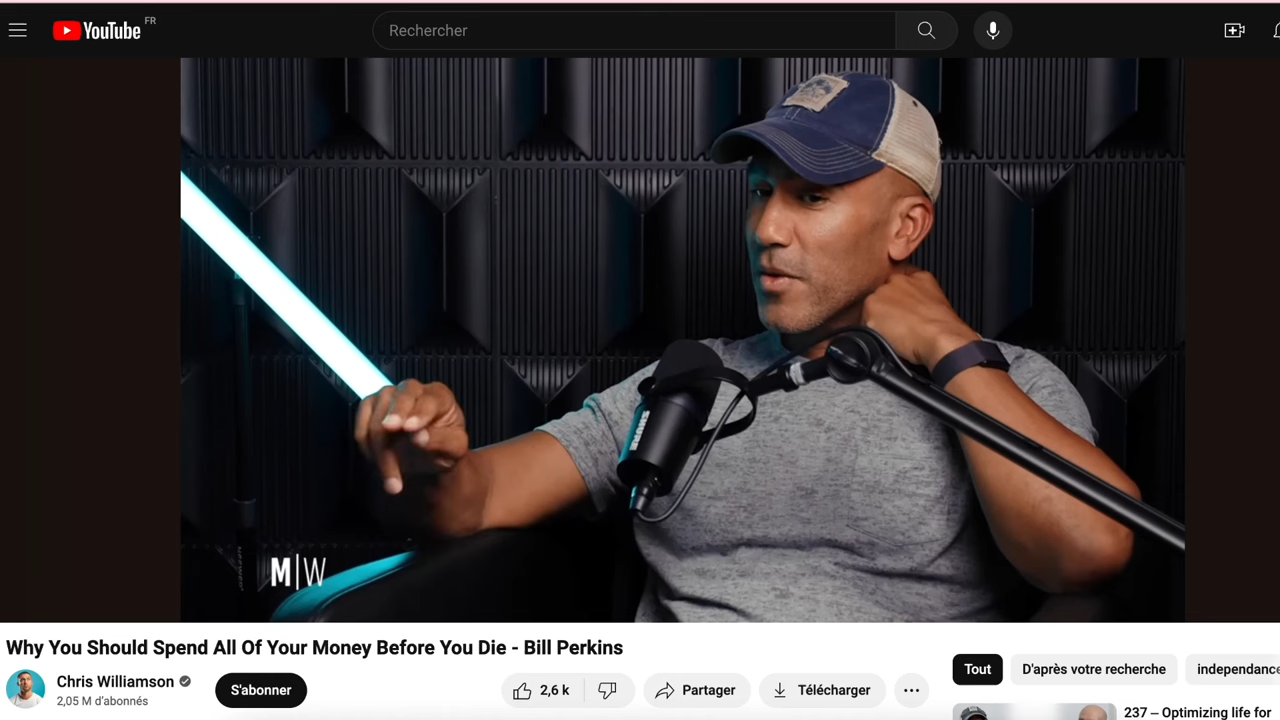 YouTube FR
Rechercher
SHURE
M|W
Why You Should Spend All Of Your Money Before You Die - Bill Perkins
Chris Williamson
2,05 M d'abonnés
S'abonner
2,6 k
Partager
Télécharger
Tout
D'après votre recherche
independance
237 – Optimizing life for